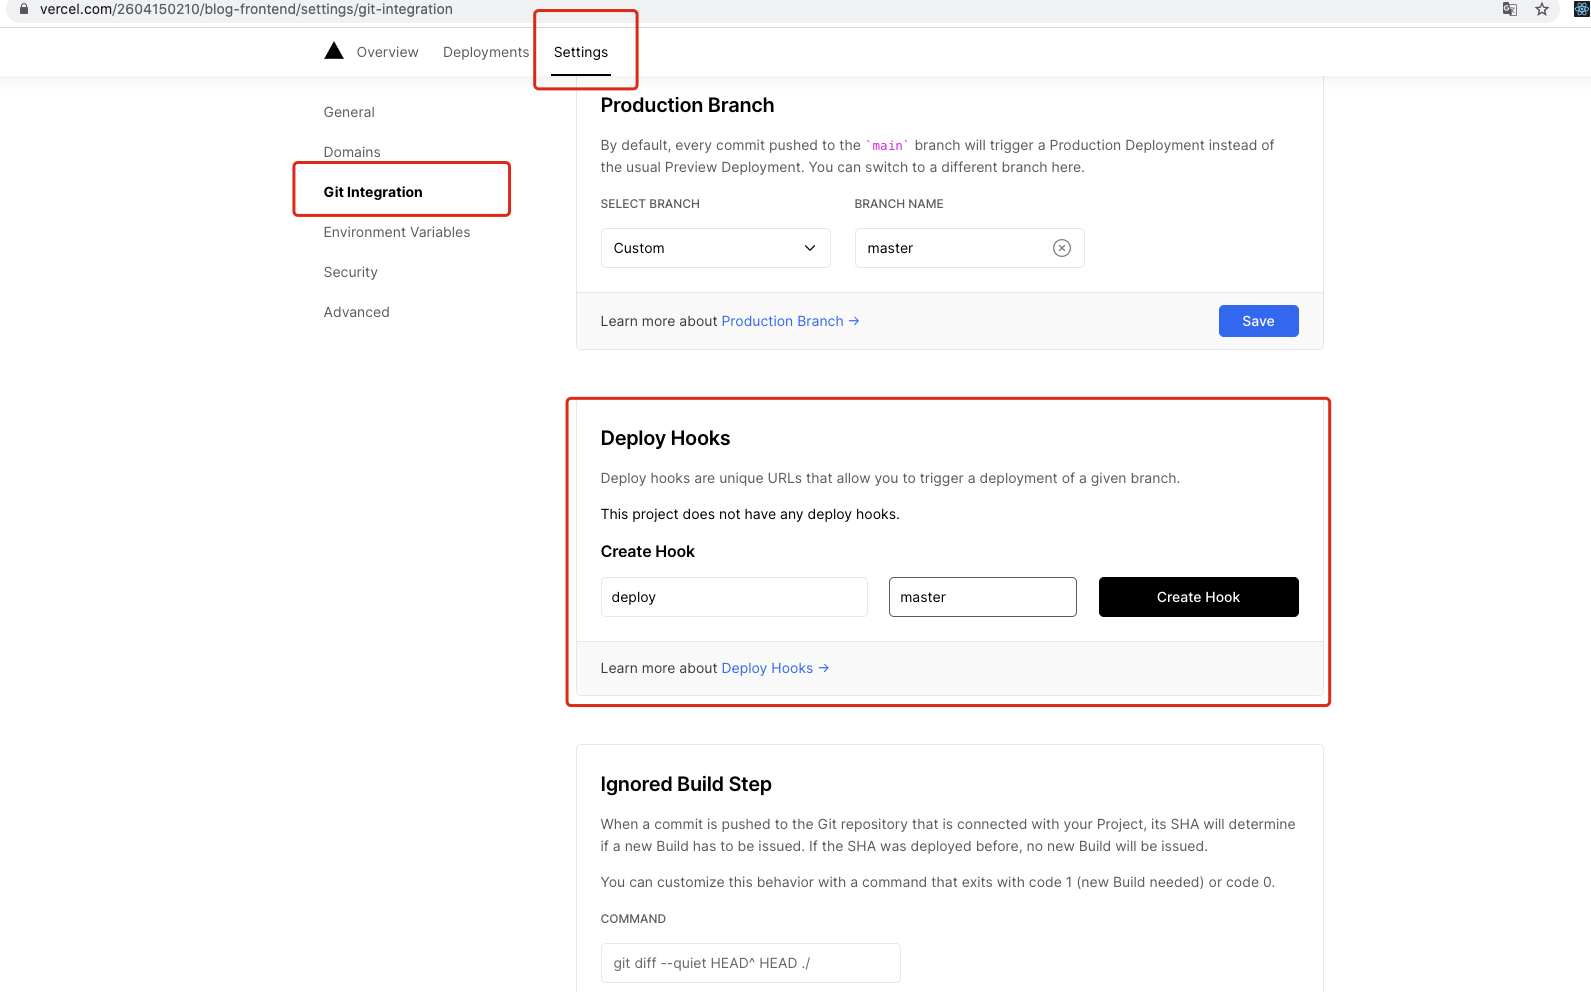 vercel.com/2604150210/blog-frontend/settings/git-integration
Overview Deployments Settings
General
Domains
Git Integration
Environment Variables
Security
Advanced
Production Branch
By default, every commit pushed to the `main` branch will trigger a Production Deployment instead of
the usual Preview Deployment. You can switch to a different branch here.
SELECT BRANCH BRANCH NAME
Custom master
Learn more about Production Branch → Save
Deploy Hooks
Deploy hooks are unique URLs that allow you to trigger a deployment of a given branch.
This project does not have any deploy hooks.
Create Hook
deploy master Create Hook
Learn more about Deploy Hooks →
Ignored Build Step
When a commit is pushed to the Git repository that is connected with your Project, its SHA will determine
if a new Build has to be issued. If the SHA was deployed before, no new Build will be issued.
You can customize this behavior with a command that exits with code 1 (new Build needed) or code 0.
COMMAND
git diff --quiet HEAD^ HEAD ./